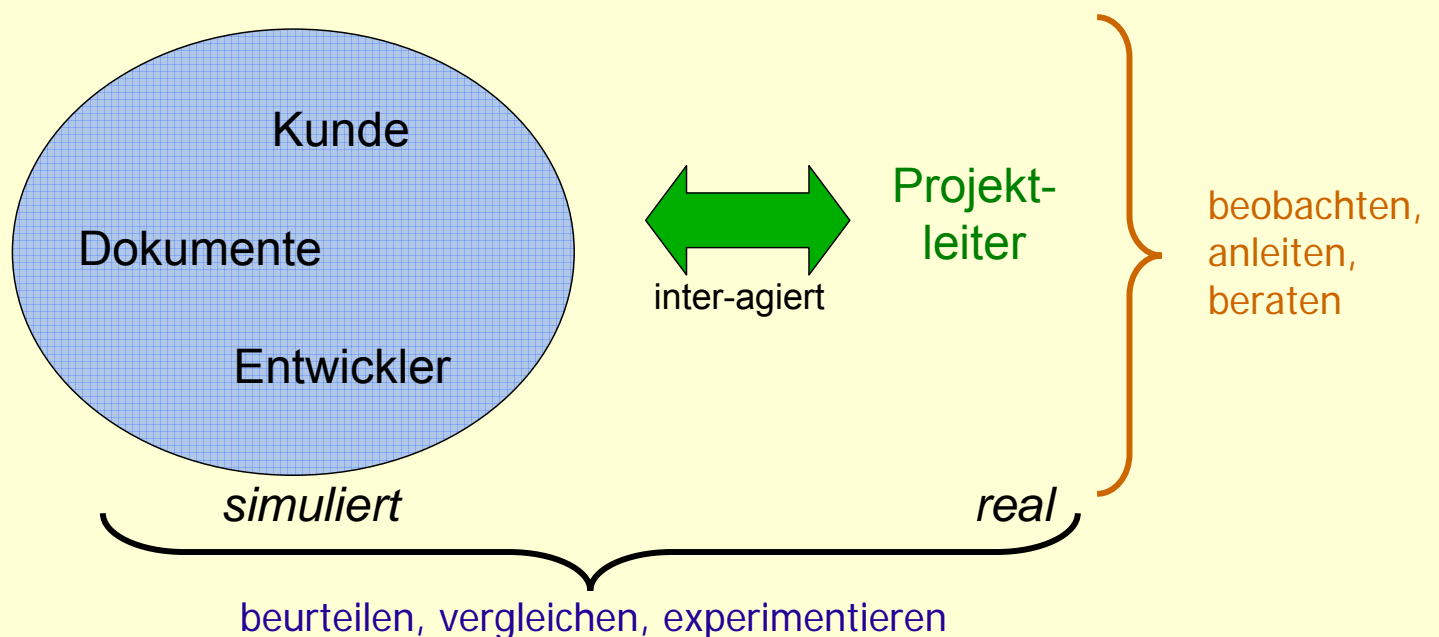 Kunde
Dokumente
Entwickler
inter-agiert
Projekt-
leiter
beobachten,
anleiten,
beraten
simuliert
real
beurteilen, vergleichen, experimentieren